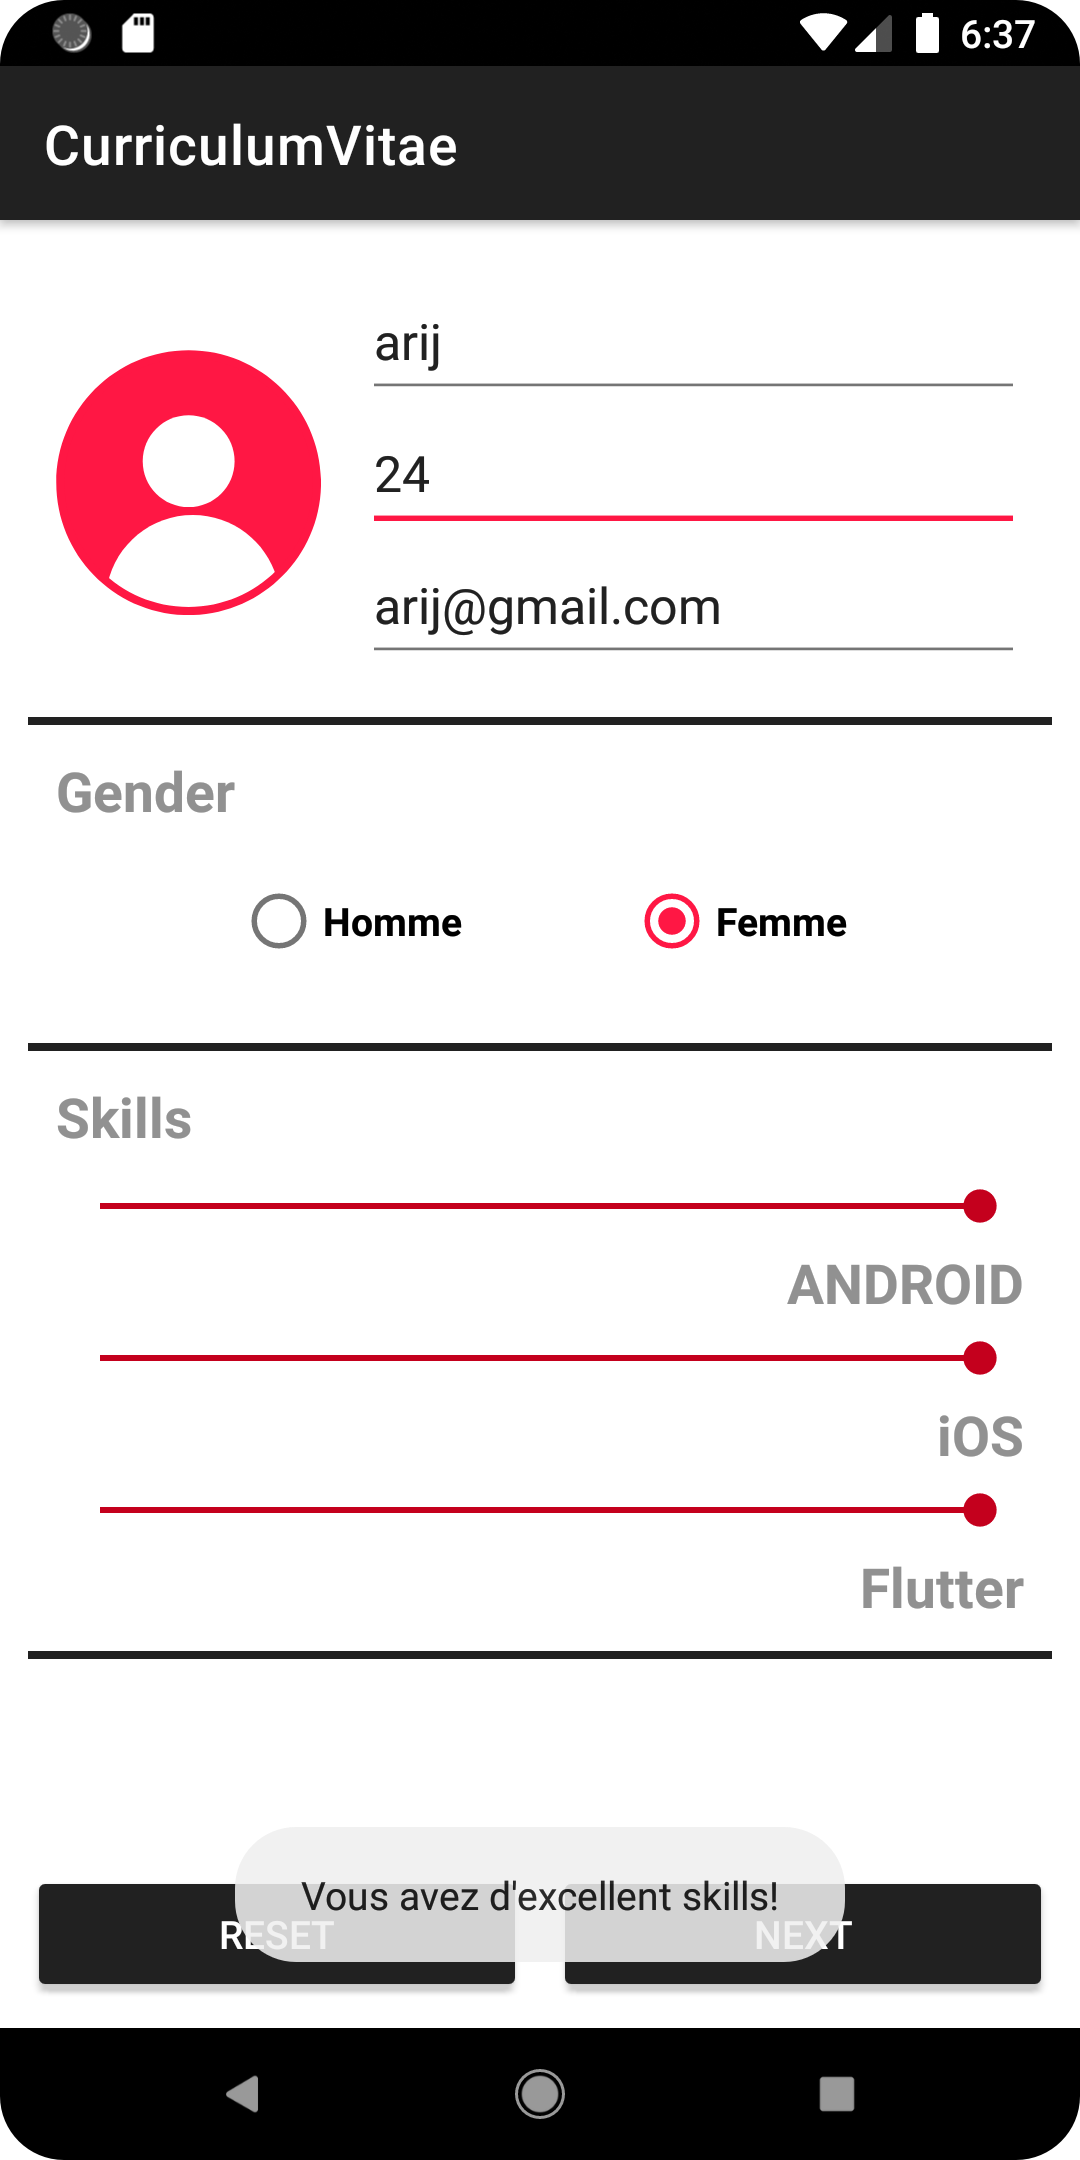 6:37
CurriculumVitae
arij
24
arij@gmail.com
Gender
Homme
Femme
Skills
ANDROID
iOS
Flutter
Vous avez d'excellent skills!
RESET
NEXT